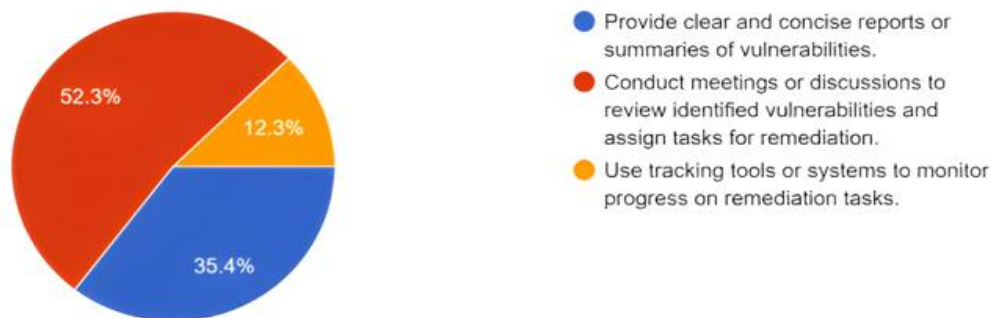 52.3%
12.3%
35.4%
Provide clear and concise reports or
summaries of vulnerabilities.
Conduct meetings or discussions to
review identified vulnerabilities and
assign tasks for remediation.
Use tracking tools or systems to monitor
progress on remediation tasks.